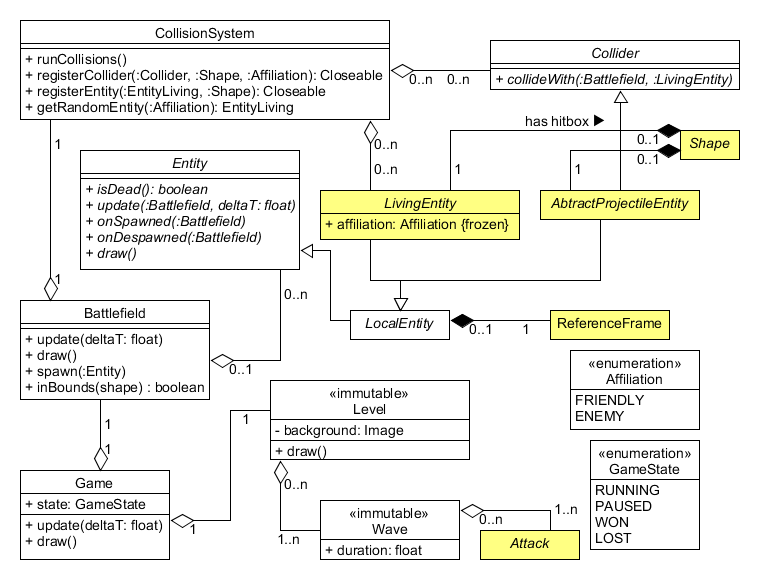 CollisionSystem
+ runCollisions()
+ registerCollider(:Collider, :Shape, :Affiliation): Closeable
+ registerEntity(:EntityLiving, :Shape): Closeable
+ getRandomEntity(:Affiliation): EntityLiving
Collider
+ collideWith(:Battlefield, :LivingEntity)
0..n
0..n
has hitbox ▶
0..1
0..1
Shape
1
0..n
0..n
1
1
Entity
+ isDead(): boolean
+ update(:Battlefield, deltaT: float)
+ onSpawned(:Battlefield)
+ onDespawned(:Battlefield)
+ draw()
LivingEntity
+ affiliation: Affiliation {frozen}
AbtractProjectileEntity
1
0..n
Battlefield
+ update(deltaT: float)
+ draw()
+ spawn(:Entity)
+ inBounds(shape) : boolean
0..1
LocalEntity
0..1
1
ReferenceFrame
«enumeration»
Affiliation
FRIENDLY
ENEMY
«immutable»
Level
- background: Image
+ draw()
1
1
1
Game
+ state: GameState
+ update(deltaT: float)
+ draw()
1
0..n
1..n
«immutable»
Wave
+ duration: float
0..n
1..n
Attack
«enumeration»
GameState
RUNNING
PAUSED
WON
LOST